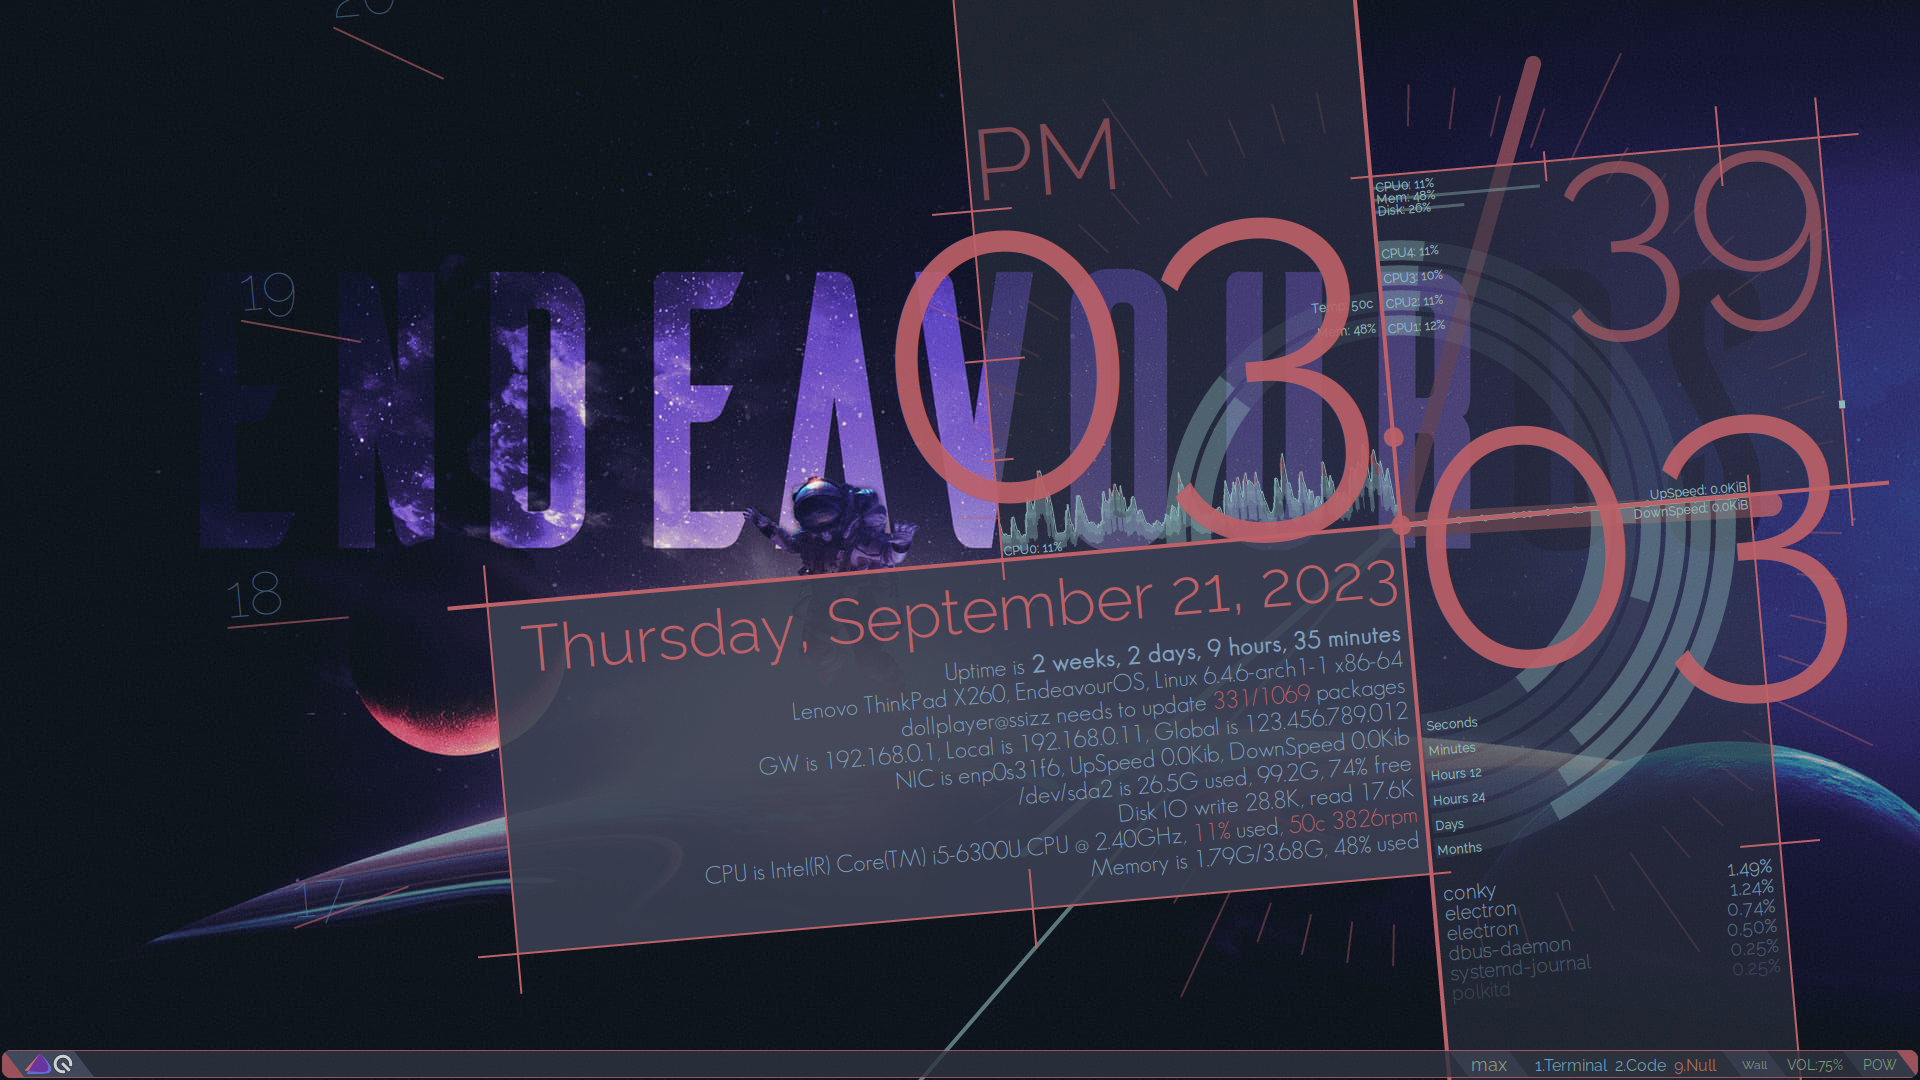 20
PM
39
CPU0: 11%
Mem: 48%
Disk: 26%
CPU4: 11%
CPU3: 10%
Temp: 50c
CPU2: 11%
Mem: 48%
CPU1: 12%
19
ENDEAVOUROS
03
03
UpSpeed: 0.0KiB
DownSpeed: 0.0KiB
CPU0: 11%
18
Thursday, September 21, 2023
Uptime is 2 weeks, 2 days, 9 hours, 35 minutes
Lenovo ThinkPad X260, EndeavourOS, Linux 6.4.6-arch1-1 x86-64
dollplayer@ssizz needs to update 331/1069 packages
GW is 192.168.0.1, Local is 192.168.0.11, Global is 123.456.789.012
NIC is enp0s31f6, UpSpeed 0.0Kib, DownSpeed 0.0Kib
/dev/sda2 is 26.5G used, 99.2G, 74% free
Disk IO write 28.8K, read 17.6K
CPU is Intel(R) Core(TM) i5-6300U CPU @ 2.40GHz, 11% used, 50c 3826rpm
Memory is 1.79G/3.68G, 48% used
Seconds
Minutes
Hours 12
Hours 24
Days
Months
17
conky 1.49%
electron 1.24%
electron 0.74%
dbus-daemon 0.50%
systemd-journal 0.25%
polkitd 0.25%
max 1.Terminal 2.Code 9.Null Wall VOL:75% POW